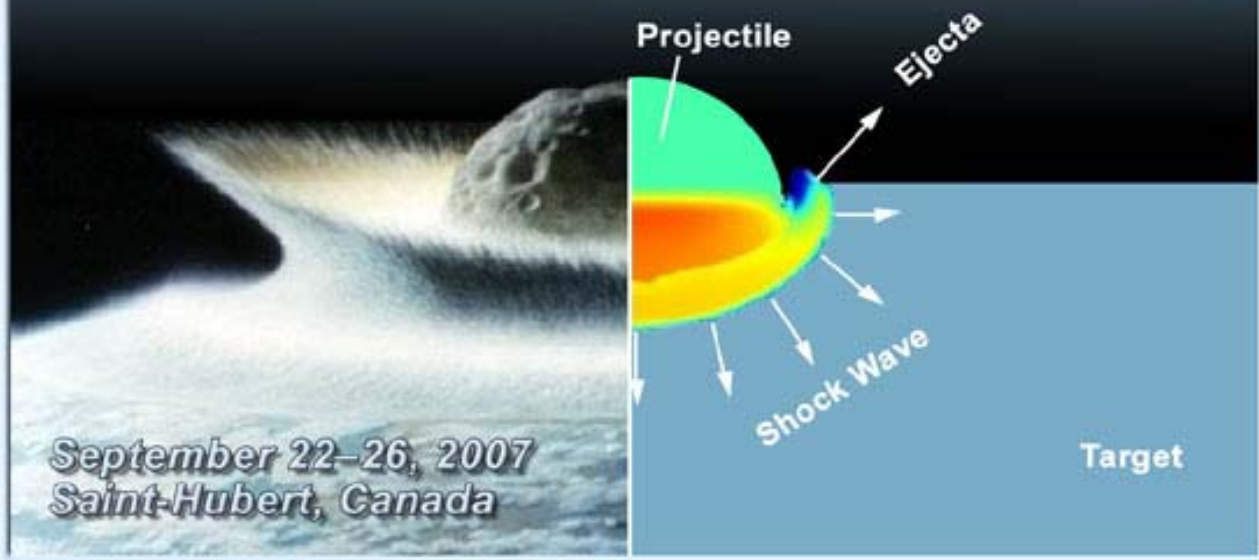 Projectile
Ejecta
Shock Wave
Target
September 22–26, 2007
Saint-Hubert, Canada